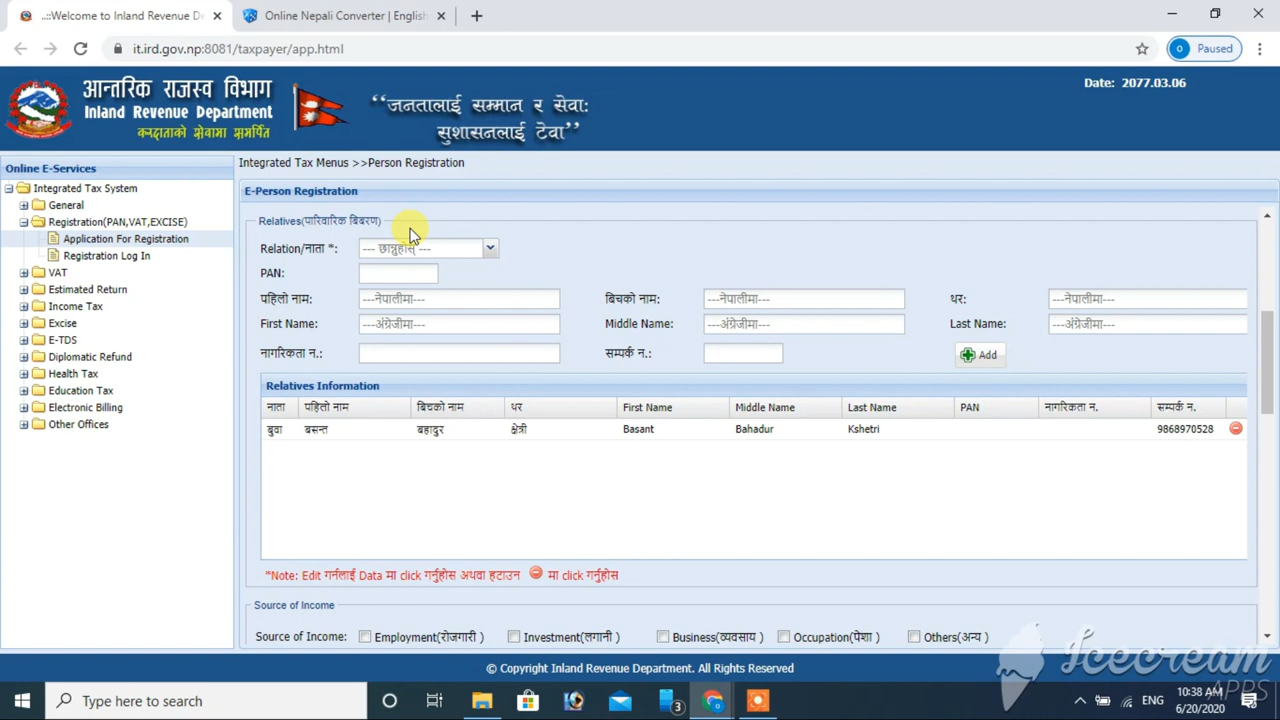 ..::Welcome to Inland Revenue D
Online Nepali Converter | English
it.ird.gov.np:8081/taxpayer/app.html
Paused
आन्तरिक राजस्व विभाग
Inland Revenue Department
करदाताको सेवामा समर्पित
“जनतालाई सम्मान र सेवा:
सुशासनलाई टेवा”
Date: 2077.03.06
Online E-Services
Integrated Tax System
General
Registration(PAN,VAT,EXCISE)
Application For Registration
Registration Log In
VAT
Estimated Return
Income Tax
Excise
E-TDS
Diplomatic Refund
Health Tax
Education Tax
Electronic Billing
Other Offices
Integrated Tax Menus >>Person Registration
E-Person Registration
Relatives(पारिवारिक बिबरण)
Relation/नाता *: --- छान्नुहोस् ---
PAN:
पहिलो नाम: ---नेपालीमा--- बिचको नाम: ---नेपालीमा--- थर: ---नेपालीमा---
First Name: ---अंग्रेजीमा--- Middle Name: ---अंग्रेजीमा--- Last Name: ---अंग्रेजीमा---
नागरिकता न.: सम्पर्क न.: Add
Relatives Information
नाता पहिलो नाम बिचको नाम थर First Name Middle Name Last Name PAN नागरिकता न. सम्पर्क न.
बुवा बसन्त बहादुर क्षेत्री Basant Bahadur Kshetri 9868970528
*Note: Edit गर्नलाई Data मा click गर्नुहोस अथवा हटाउन मा click गर्नुहोस
Source of Income
Source of Income: Employment(रोजगारी ) Investment(लगानी ) Business(व्यवसाय ) Occupation(पेशा ) Others(अन्य )
© Copyright Inland Revenue Department. All Rights Reserved
Icecream
APPS
Type here to search
3
ENG
10:38 AM
6/20/2020